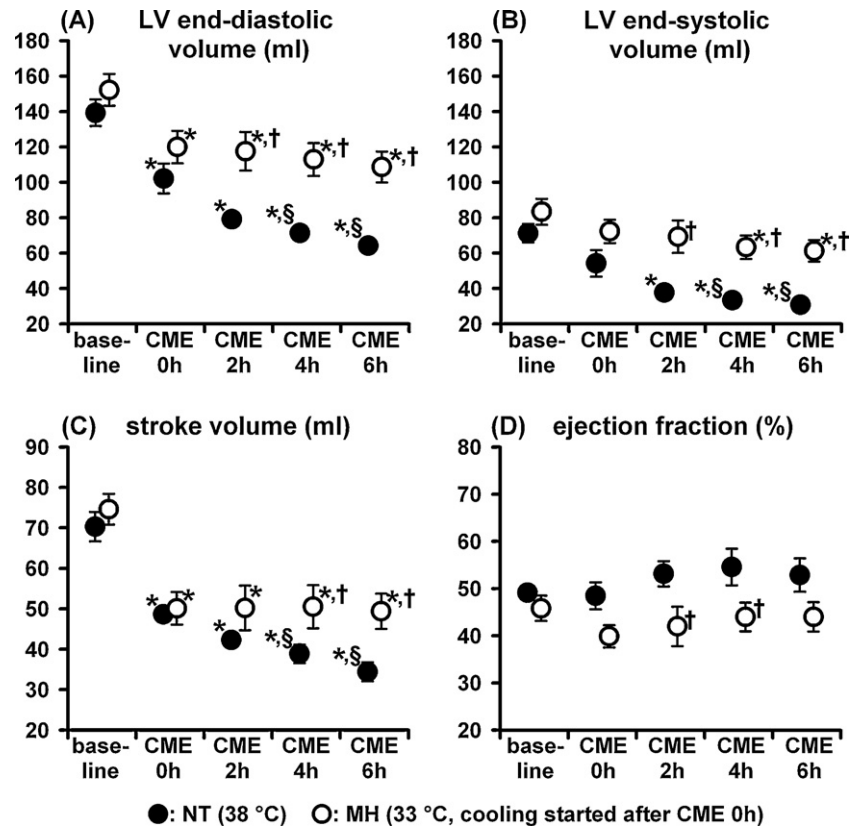 (A) LV end-diastolic
volume (ml)
180
160
140
120
100
80
60
40
20
* * *,† *,† *,†
* * *,§ *,§
base-
line
CME
0h
CME
2h
CME
4h
CME
6h
(B) LV end-systolic
volume (ml)
180
160
140
120
100
80
60
40
20
† *,† *,†
* *,§ *,§
base-
line
CME
0h
CME
2h
CME
4h
CME
6h
(C) stroke volume (ml)
90
80
70
60
50
40
30
20
* * * *,† *,†
* *,§ *,§
base-
line
CME
0h
CME
2h
CME
4h
CME
6h
(D) ejection fraction (%)
80
70
60
50
40
30
20
† †
base-
line
CME
0h
CME
2h
CME
4h
CME
6h
●: NT (38 °C) O: MH (33 °C, cooling started after CME 0h)